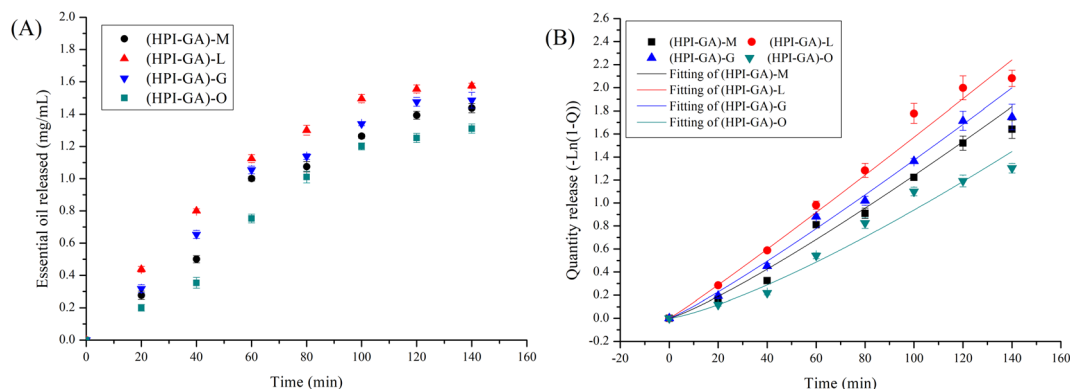 (A)
(HPI-GA)-M
(HPI-GA)-L
(HPI-GA)-G
(HPI-GA)-O
Essential oil released (mg/mL)
2.0
1.8
1.6
1.4
1.2
1.0
0.8
0.6
0.4
0.2
0.0
0 20 40 60 80 100 120 140 160
Time (min)
(B)
(HPI-GA)-M (HPI-GA)-L
(HPI-GA)-G (HPI-GA)-O
Fitting of (HPI-GA)-M
Fitting of (HPI-GA)-L
Fitting of (HPI-GA)-G
Fitting of (HPI-GA)-O
Quantity release (-Ln(1-Q))
2.6
2.4
2.2
2.0
1.8
1.6
1.4
1.2
1.0
0.8
0.6
0.4
0.2
0.0
-0.2
-20 0 20 40 60 80 100 120 140 160
Time (min)